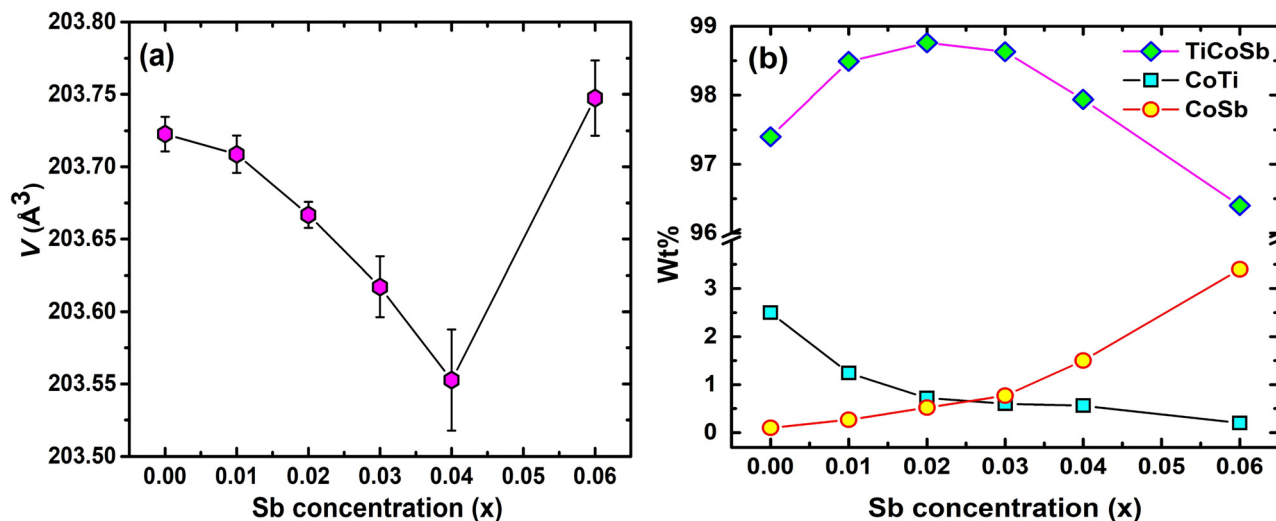 (a)
V (Å³)
203.80
203.75
203.70
203.65
203.60
203.55
203.50
0.00 0.01 0.02 0.03 0.04 0.05 0.06
Sb concentration (x)
(b)
TiCoSb
CoTi
CoSb
Wt%
99
98
97
96
3
2
1
0
0.00 0.01 0.02 0.03 0.04 0.05 0.06
Sb concentration (x)